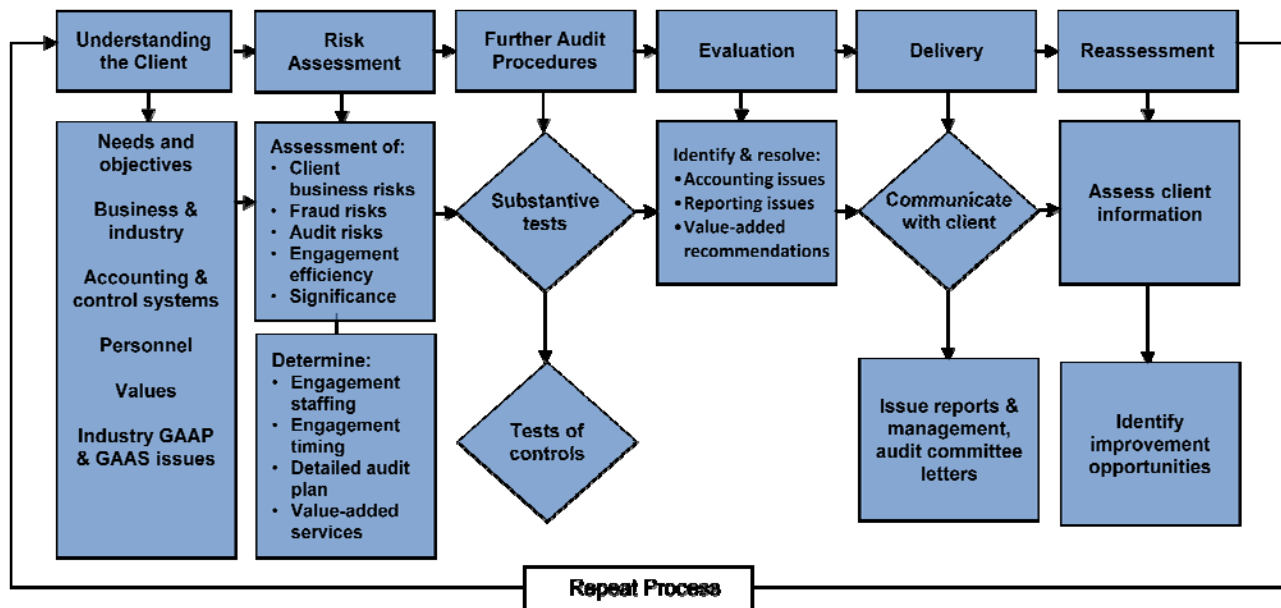 Understanding
the Client
Risk
Assessment
Further Audit
Procedures
Evaluation
Delivery
Reassessment
Needs and
objectives
Business &
industry
Accounting &
control systems
Personnel
Values
Industry GAAP
& GAAS issues
Assessment of:
• Client
business risks
• Fraud risks
• Audit risks
• Engagement
efficiency
• Significance
Determine:
• Engagement
staffing
• Engagement
timing
• Detailed audit
plan
• Value-added
services
Substantive
tests
Tests of
controls
Identify & resolve:
•Accounting issues
•Reporting issues
•Value-added
recommendations
Communicate
with client
Issue reports &
management,
audit committee
letters
Assess client
information
Identify
improvement
opportunities
Repeat Process